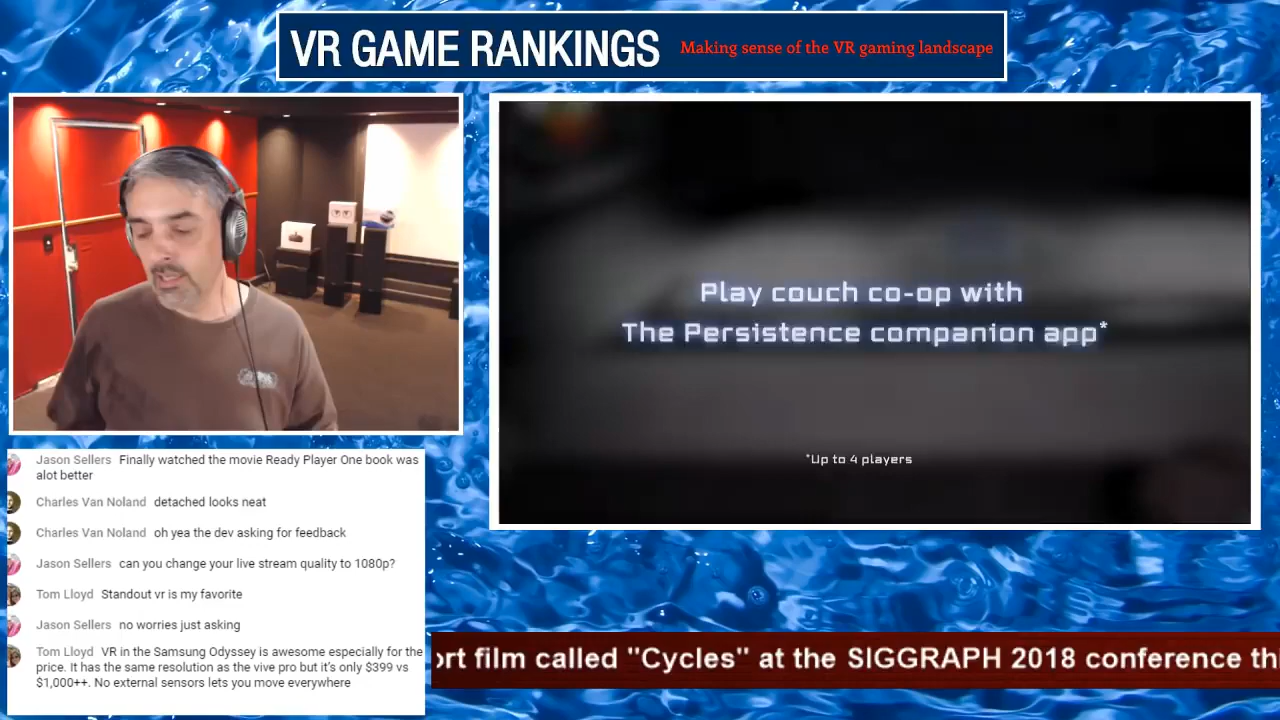 VR GAME RANKINGS Making sense of the VR gaming landscape
Play couch co-op with
The Persistence companion app*
*Up to 4 players
Jason Sellers Finally watched the movie Ready Player One book was
alot better
Charles Van Noland detached looks neat
Charles Van Noland oh yea the dev asking for feedback
Jason Sellers can you change your live stream quality to 1080p?
Tom Lloyd Standout vr is my favorite
Jason Sellers no worries just asking
Tom Lloyd VR in the Samsung Odyssey is awesome especially for the
price. It has the same resolution as the vive pro but it's only $399 vs
$1,000++. No external sensors lets you move everywhere
ort film called "Cycles" at the SIGGRAPH 2018 conference th